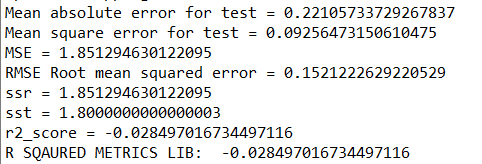 Mean absolute error for test = 0.22105733729267837
Mean square error for test = 0.09256473150610475
MSE = 1.851294630122095
RMSE Root mean squared error = 0.1521222629220529
ssr = 1.851294630122095
sst = 1.8000000000000003
r2_score = -0.028497016734497116
R SQAURED METRICS LIB:  -0.028497016734497116